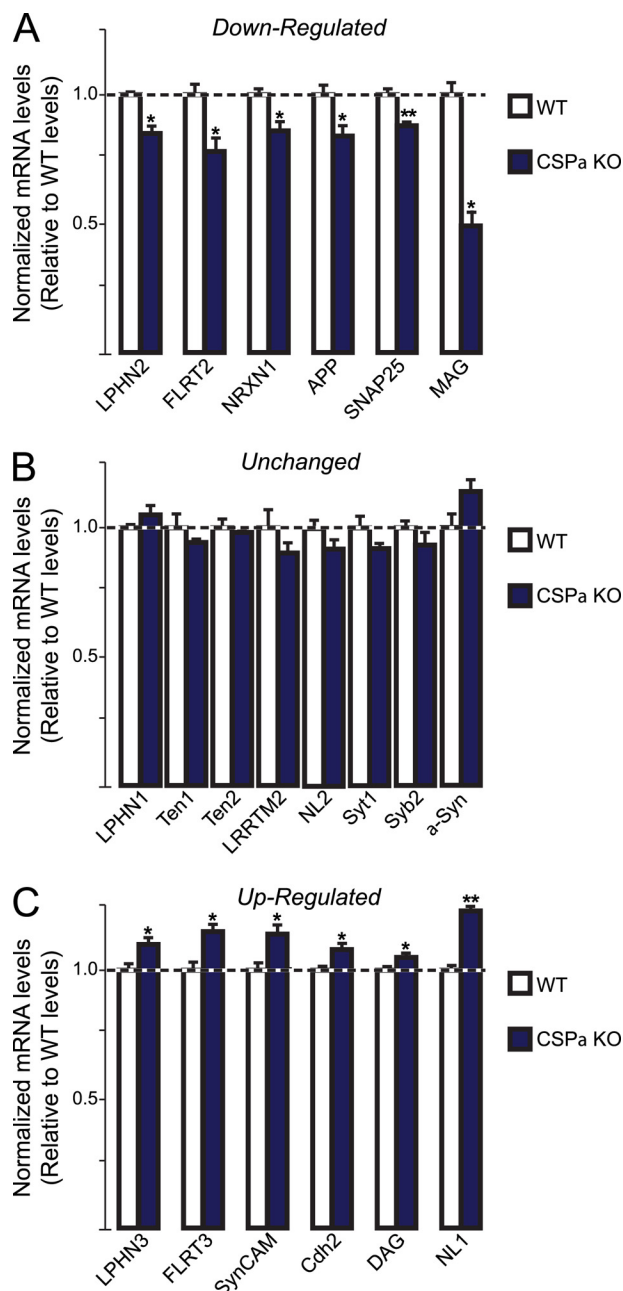 A
Down-Regulated
Normalized mRNA levels
(Relative to WT levels)
1.0
0.5
* * * * ** *
WT
CSPa KO
LPHN2 FLRT2 NRXN1 APP SNAP25 MAG
B
Unchanged
Normalized mRNA levels
(Relative to WT levels)
1.0
0.5
WT
CSPa KO
LPHN1 Ten1 Ten2 LRRTM2 NL2 Syt1 Syb2 a-Syn
C
Up-Regulated
Normalized mRNA levels
(Relative to WT levels)
1.0
0.5
* * * * * **
WT
CSPa KO
LPHN3 FLRT3 SynCAM Cdh2 DAG NL1